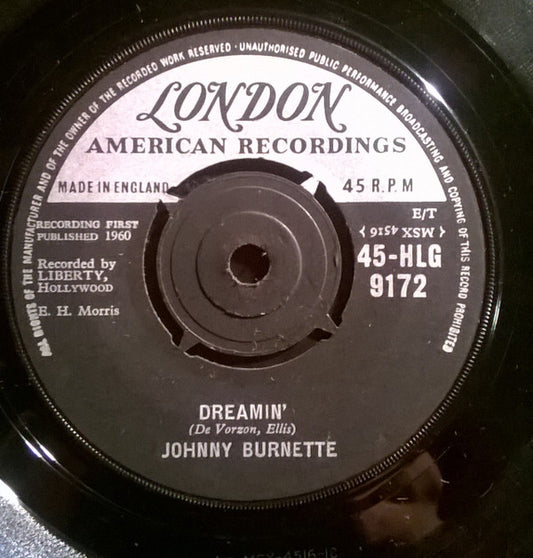 ALL RIGHTS OF THE MANUFACTURER AND OF THE OWNER OF THE RECORDED WORK RESERVED · UNAUTHORISED PUBLIC PERFORMANCE BROADCASTING AND COPYING OF THIS RECORD PROHIBITED
LONDON
AMERICAN RECORDINGS
MADE IN ENGLAND
45 R.P.M
E/T
RECORDING FIRST
PUBLISHED 1960
(MSX 4516)
45-HLG
9172
Recorded by
LIBERTY,
HOLLYWOOD
E. H. Morris
DREAMIN'
(De Vorzon, Ellis)
JOHNNY BURNETTE
4516-1C